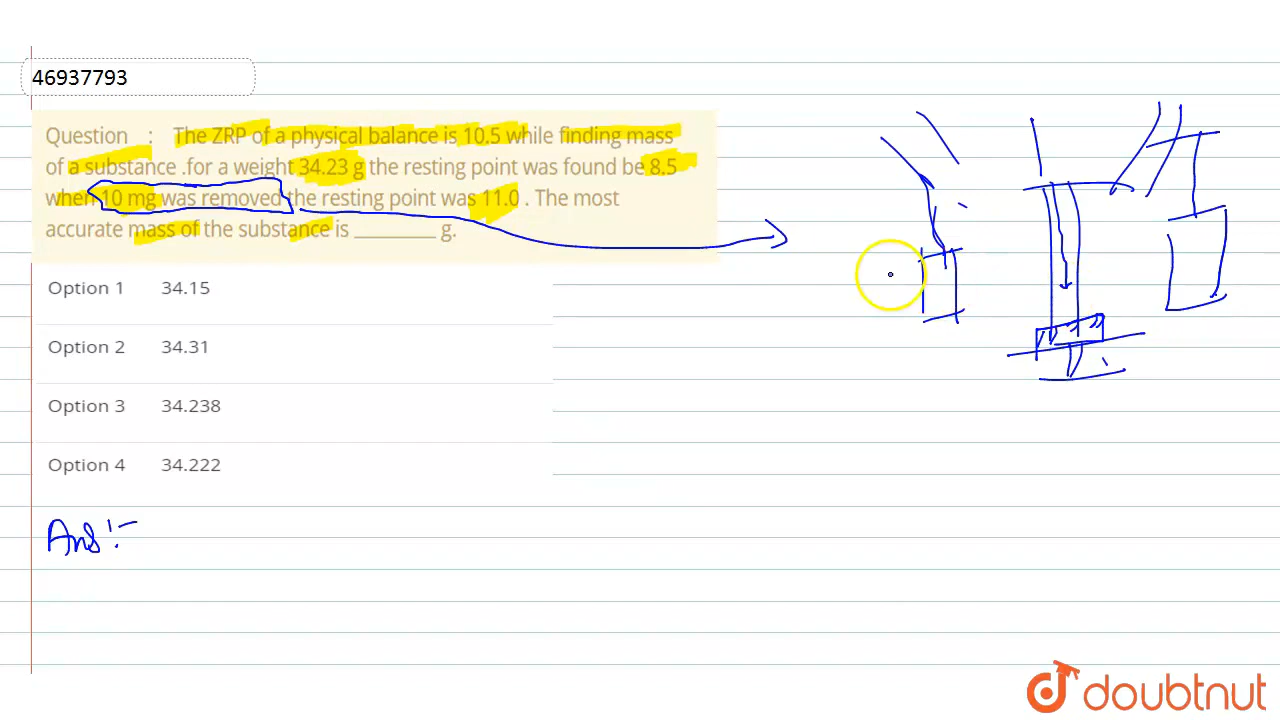 46937793
Question : The ZRP of a physical balance is 10.5 while finding mass
of a substance .for a weight 34.23 g the resting point was found be 8.5
when 10 mg was removed the resting point was 11.0 . The most
accurate mass of the substance is _________ g.
Option 1 34.15
Option 2 34.31
Option 3 34.238
Option 4 34.222
Ans :-
doubtnut